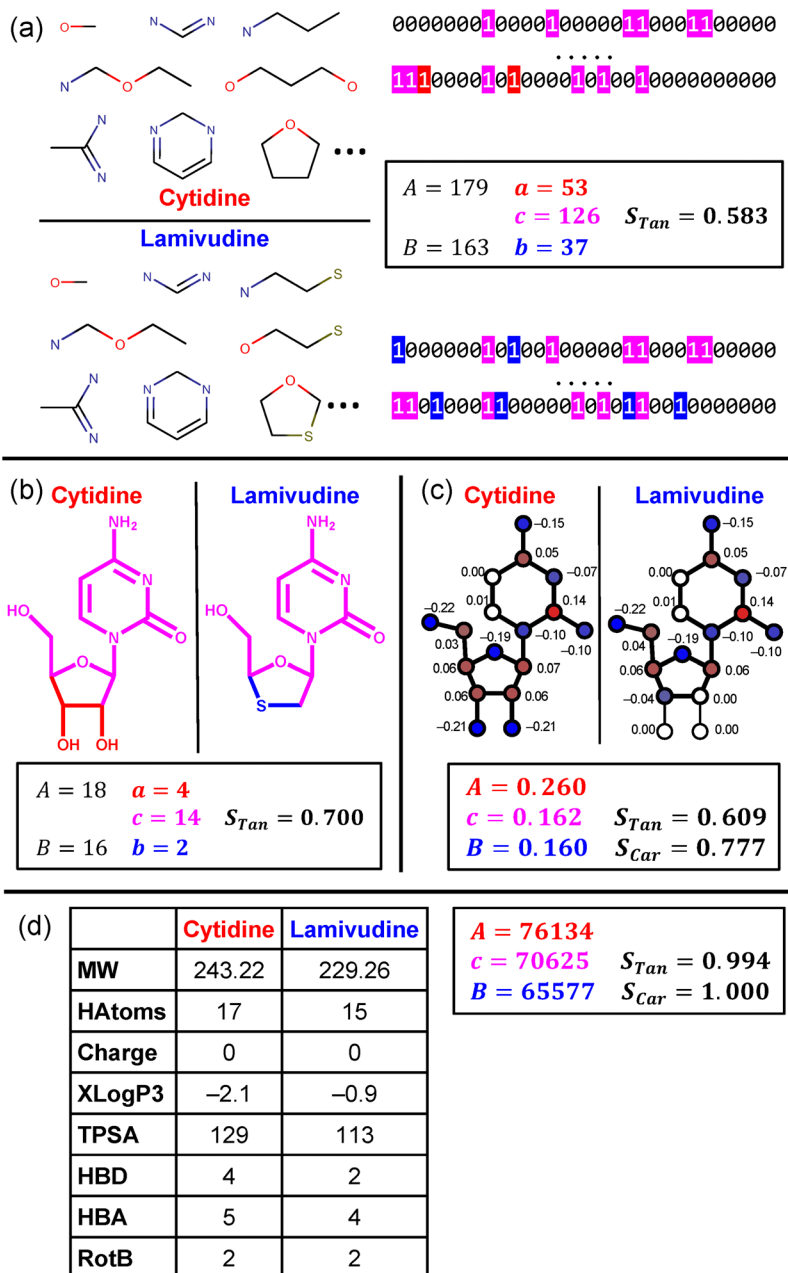 (a)
O
N N
N
000000010000100000110001100000
.....
N O
O O
111000010100001010010000000000
N N
N N
O
...
Cytidine
A = 179 a = 53
c = 126 S_Tan = 0.583
B = 163 b = 37
Lamivudine
O
N N
N S
N O
O S
100000010100100000110001100000
.....
N N
N N
O S
...
110100011000001010110010000000
(b)
Cytidine
Lamivudine
NH₂
N
N
O
HO
O
OH OH
NH₂
N
N
O
HO
O
S
A = 18 a = 4
c = 14 S_Tan = 0.700
B = 16 b = 2
(c)
Cytidine
Lamivudine
–0.15
0.05
0.00
–0.07
0.01
0.14
–0.22
–0.19
–0.10
–0.10
0.03
0.06
0.07
0.06
0.06
–0.21
–0.21
–0.15
0.05
0.00
–0.07
0.01
0.14
–0.22
–0.19
–0.10
–0.10
0.04
0.06
0.06
–0.04
0.00
0.00
0.00
A = 0.260
c = 0.162 S_Tan = 0.609
B = 0.160 S_Car = 0.777
(d)
Cytidine Lamivudine
MW 243.22 229.26
HAtoms 17 15
Charge 0 0
XLogP3 –2.1 –0.9
TPSA 129 113
HBD 4 2
HBA 5 4
RotB 2 2
A = 76134
c = 70625 S_Tan = 0.994
B = 65577 S_Car = 1.000